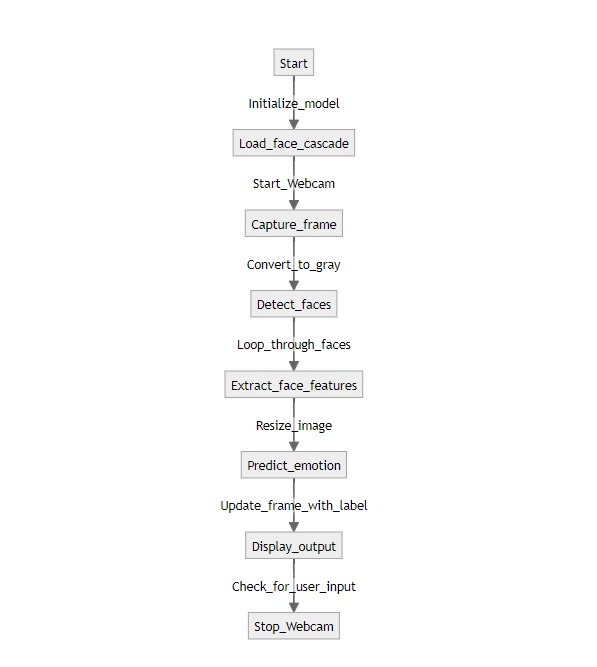 Start
Initialize_model
Load_face_cascade
Start_Webcam
Capture_frame
Convert_to_gray
Detect_faces
Loop_through_faces
Extract_face_features
Resize_image
Predict_emotion
Update_frame_with_label
Display_output
Check_for_user_input
Stop_Webcam